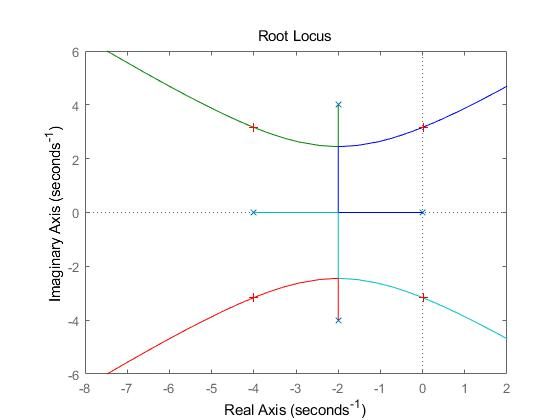 Root Locus
Imaginary Axis (seconds⁻¹)
6
4
2
0
-2
-4
-6
-8 -7 -6 -5 -4 -3 -2 -1 0 1 2
Real Axis (seconds⁻¹)